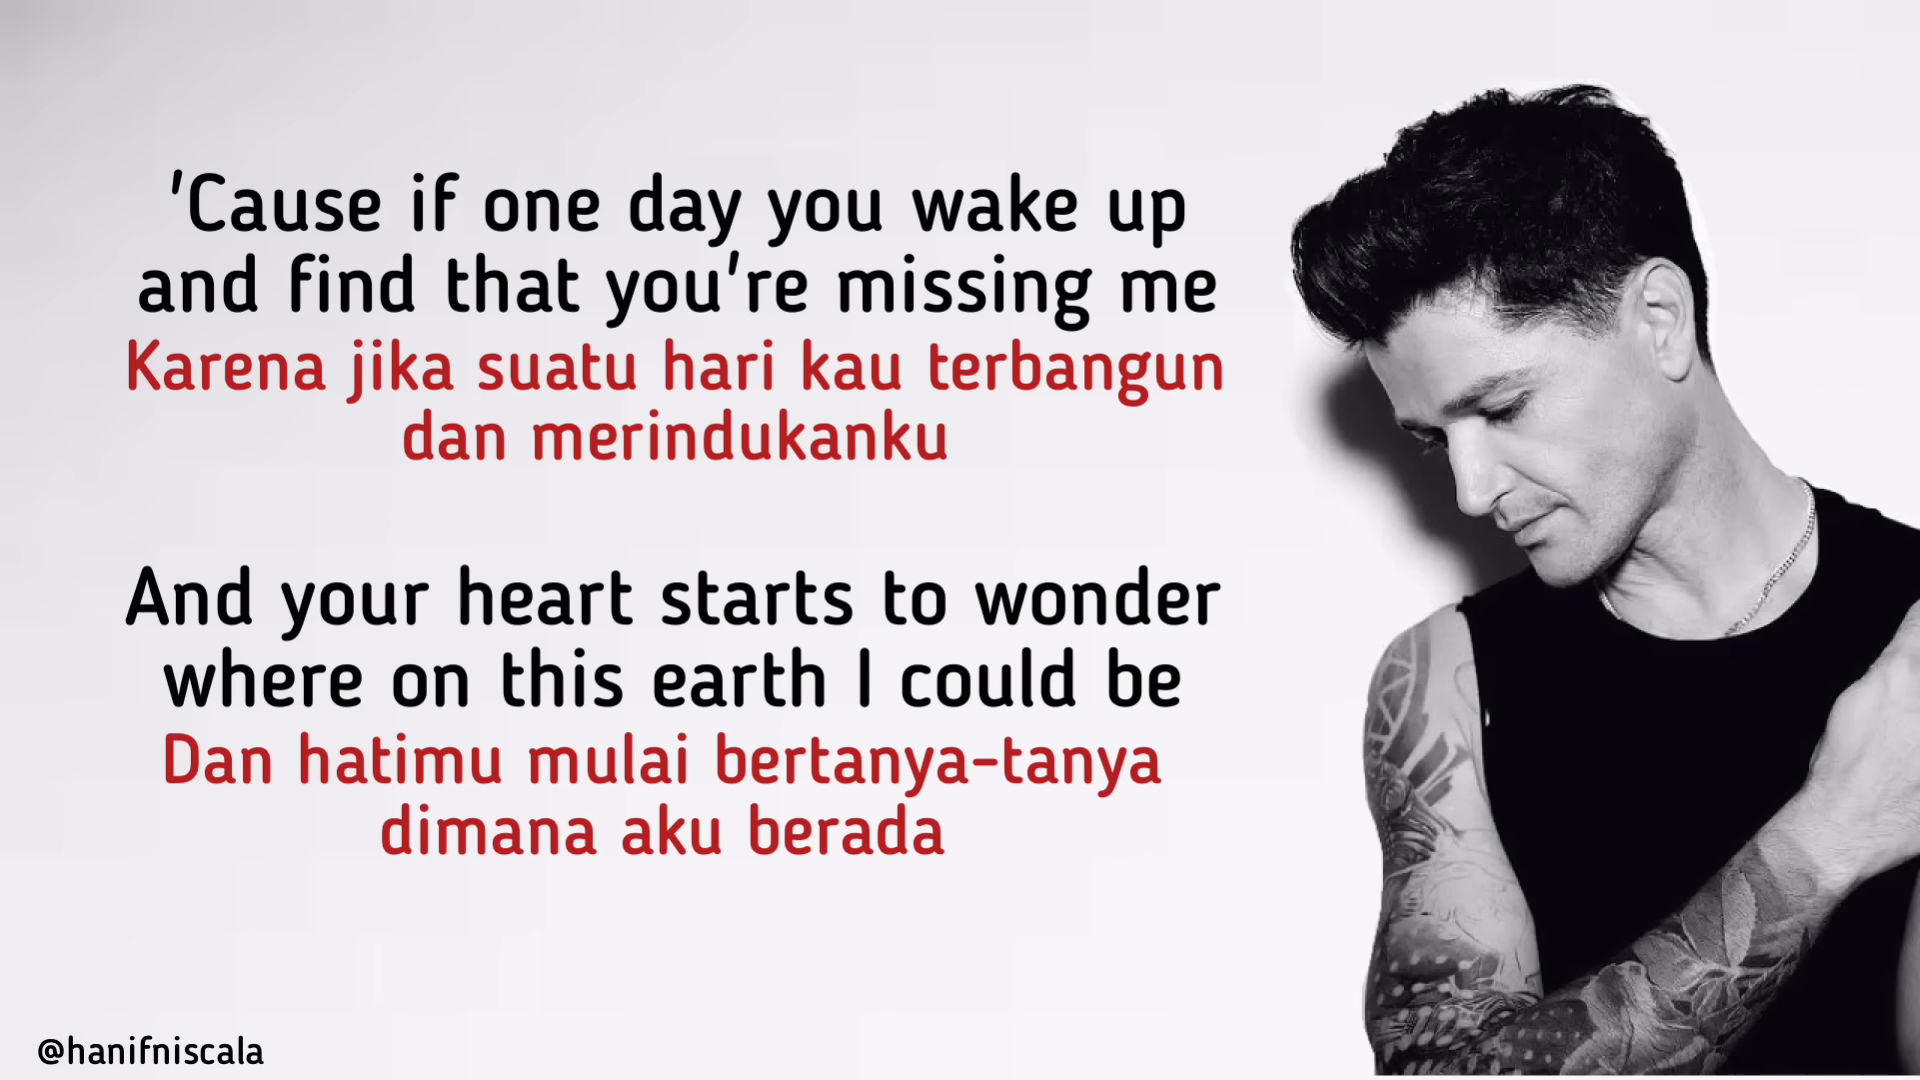 'Cause if one day you wake up
and find that you're missing me
Karena jika suatu hari kau terbangun
dan merindukanku
And your heart starts to wonder
where on this earth I could be
Dan hatimu mulai bertanya-tanya
dimana aku berada
@hanifniscala